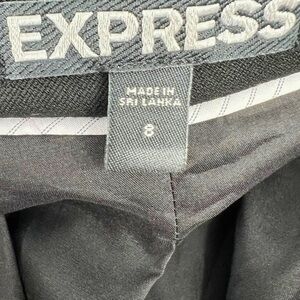 EXPRESS
MADE IN
SRI LANKA
8